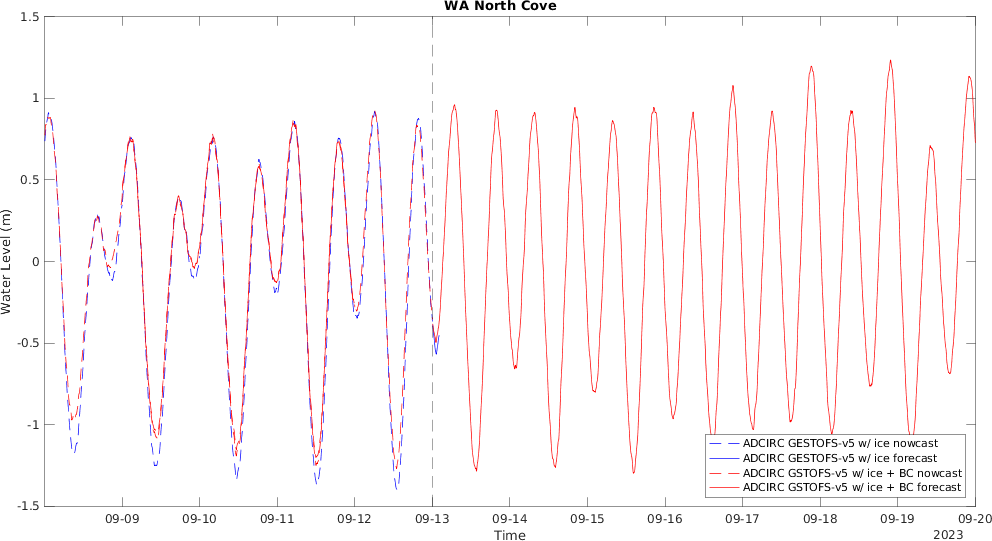 WA North Cove
1.5
1
0.5
0
-0.5
-1
-1.5
Water Level (m)
09-09 09-10 09-11 09-12 09-13 09-14 09-15 09-16 09-17 09-18 09-19 09-20
Time
2023
ADCIRC GESTOFS-v5 w/ ice nowcast
ADCIRC GESTOFS-v5 w/ ice forecast
ADCIRC GSTOFS-v5 w/ ice + BC nowcast
ADCIRC GSTOFS-v5 w/ ice + BC forecast